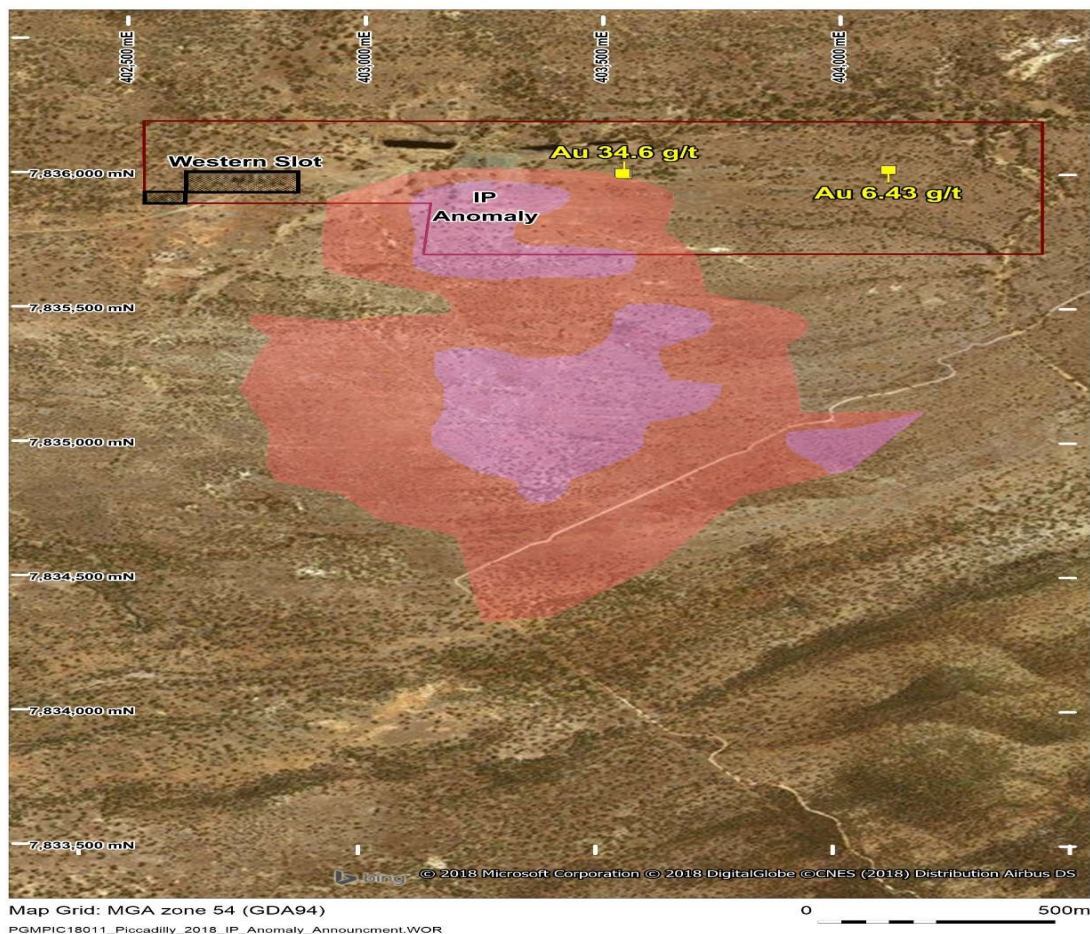 402,500 mE
403,000 mE
403,500 mE
404,000 mE
Au 34.6 g/t
Western Slot
7,836,000 mN
Au 6.43 g/t
IP
Anomaly
7,835,500 mN
7,835,000 mN
7,834,500 mN
7,834,000 mN
7,833,500 mN
bing © 2018 Microsoft Corporation © 2018 DigitalGlobe ©CNES (2018) Distribution Airbus DS
Map Grid: MGA zone 54 (GDA94)
0 500m
PGMPIC18011_Piccadilly_2018_IP_Anomaly_Announcment.WOR